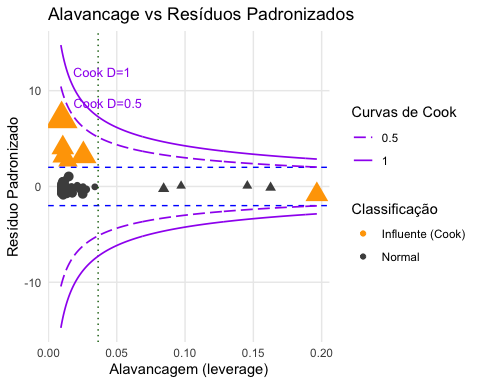 Alavancage vs Resíduos Padronizados
Cook D=1
Cook D=0.5
10
0
-10
Resíduo Padronizado
0.00
0.05
0.10
0.15
0.20
Alavancagem (leverage)
Curvas de Cook
0.5
1
Classificação
Influente (Cook)
Normal